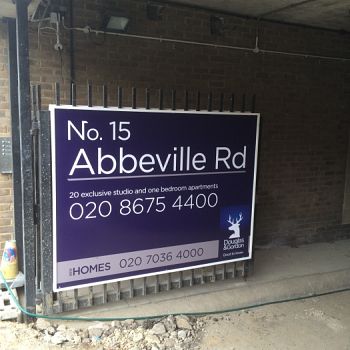 No. 15
Abbeville Rd
20 exclusive studio and one bedroom apartments
020 8675 4400
HOMES 020 7036 4000
Douglas
&Gordon